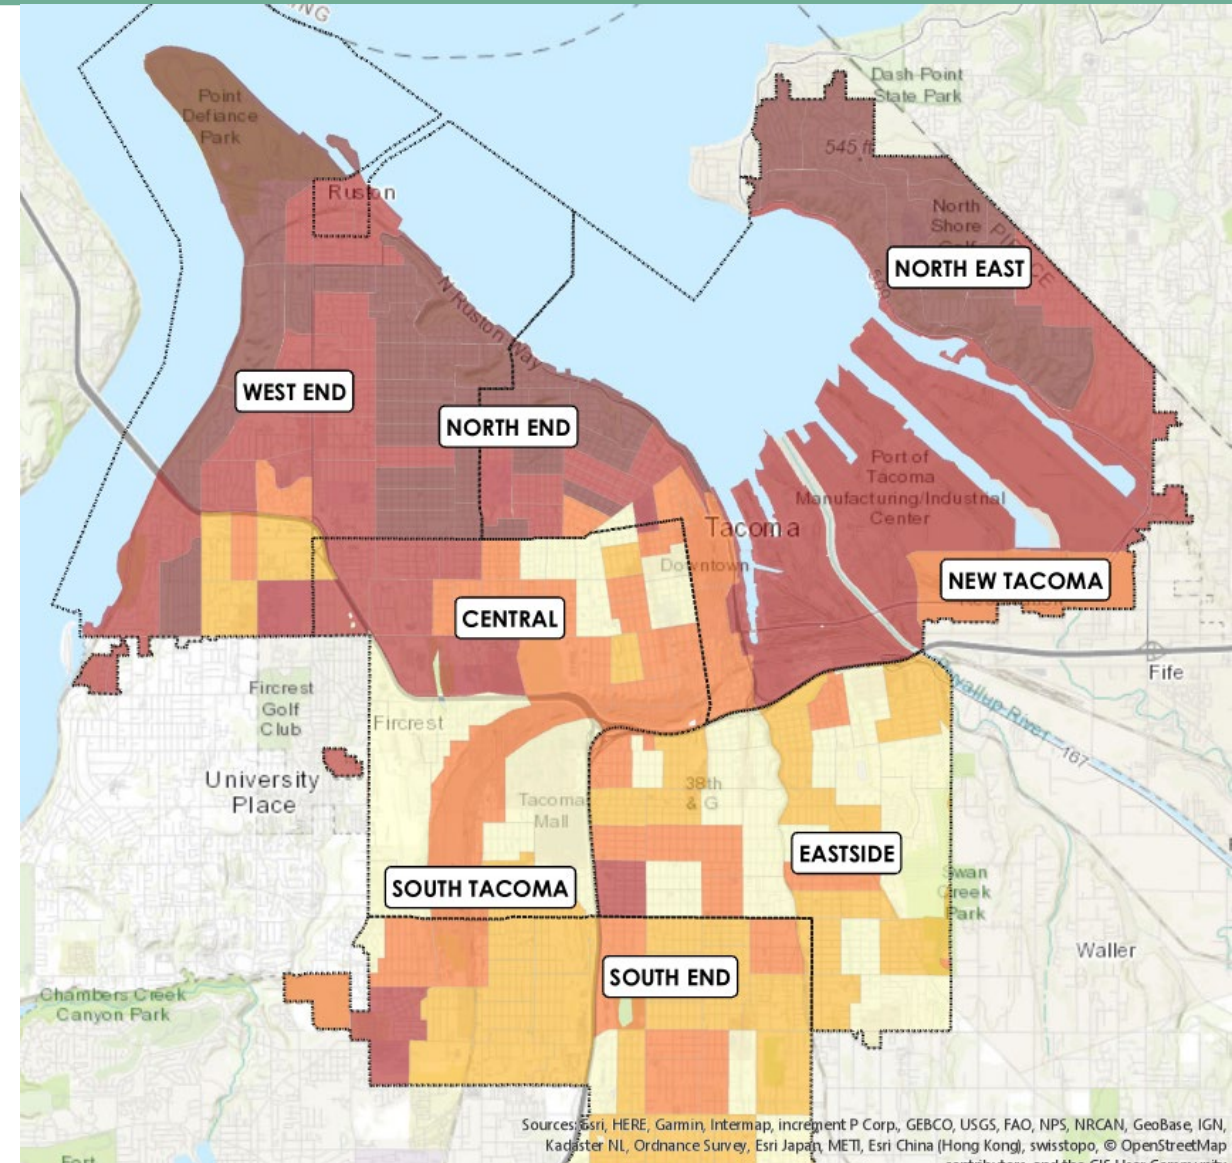 Point
Defiance
Park
Dash Point
State Park
545 ft
Ruston
North
Shore
NORTH EAST
N Ruston Way
WEST END
NORTH END
Port of
Tacoma
Manufacturing/Industrial
Center
Tacoma
Downtown
NEW TACOMA
CENTRAL
Fife
Puyallup River
167
Fircrest
Golf
Club
Fircrest
University
Place
Tacoma
Mall
38th
& G
EASTSIDE
SOUTH TACOMA
Swan
Creek
Park
Waller
SOUTH END
Chambers Creek
Canyon Park
Sources: Esri, HERE, Garmin, Intermap, increment P Corp., GEBCO, USGS, FAO, NPS, NRCAN, GeoBase, IGN,
Kadaster NL, Ordnance Survey, Esri Japan, METI, Esri China (Hong Kong), swisstopo, © OpenStreetMap